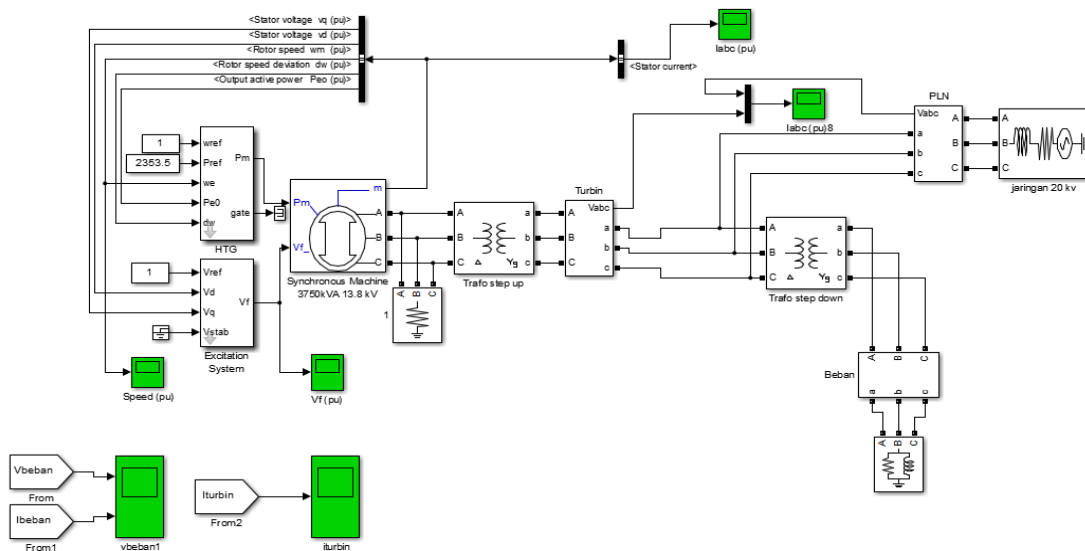 <Stator voltage vq (pu)>
<Stator voltage vd (pu)>
<Rotor speed wm (pu)>
<Rotor speed deviation dw (pu)>
<Output active power Peo (pu)>
<Stator current>
Iabc (pu)
Iabc (pu)8
PLN
Vabc
a
b
c
A
B
C
A
B
C
jaringan 20 kv
1
2353.5
wref
Pref
we
Pe0
dw
Pm
gate
HTG
1
Vref
Vd
Vq
Vstab
Vf
Excitation
System
Pm
Vf_
m
A
B
C
Synchronous Machine
3750kVA 13.8 kV
A B C
1
A
B
C
a
b
c
Δ
Yg
Trafo step up
Turbin
Vabc
A
B
C
a
b
c
A
B
C
a
b
c
Δ
Yg
Trafo step down
A B C
Beban
a b c
A B C
Speed (pu)
Vf (pu)
Vbeban
From
Ibeban
From1
vbeban1
Iturbin
From2
iturbin